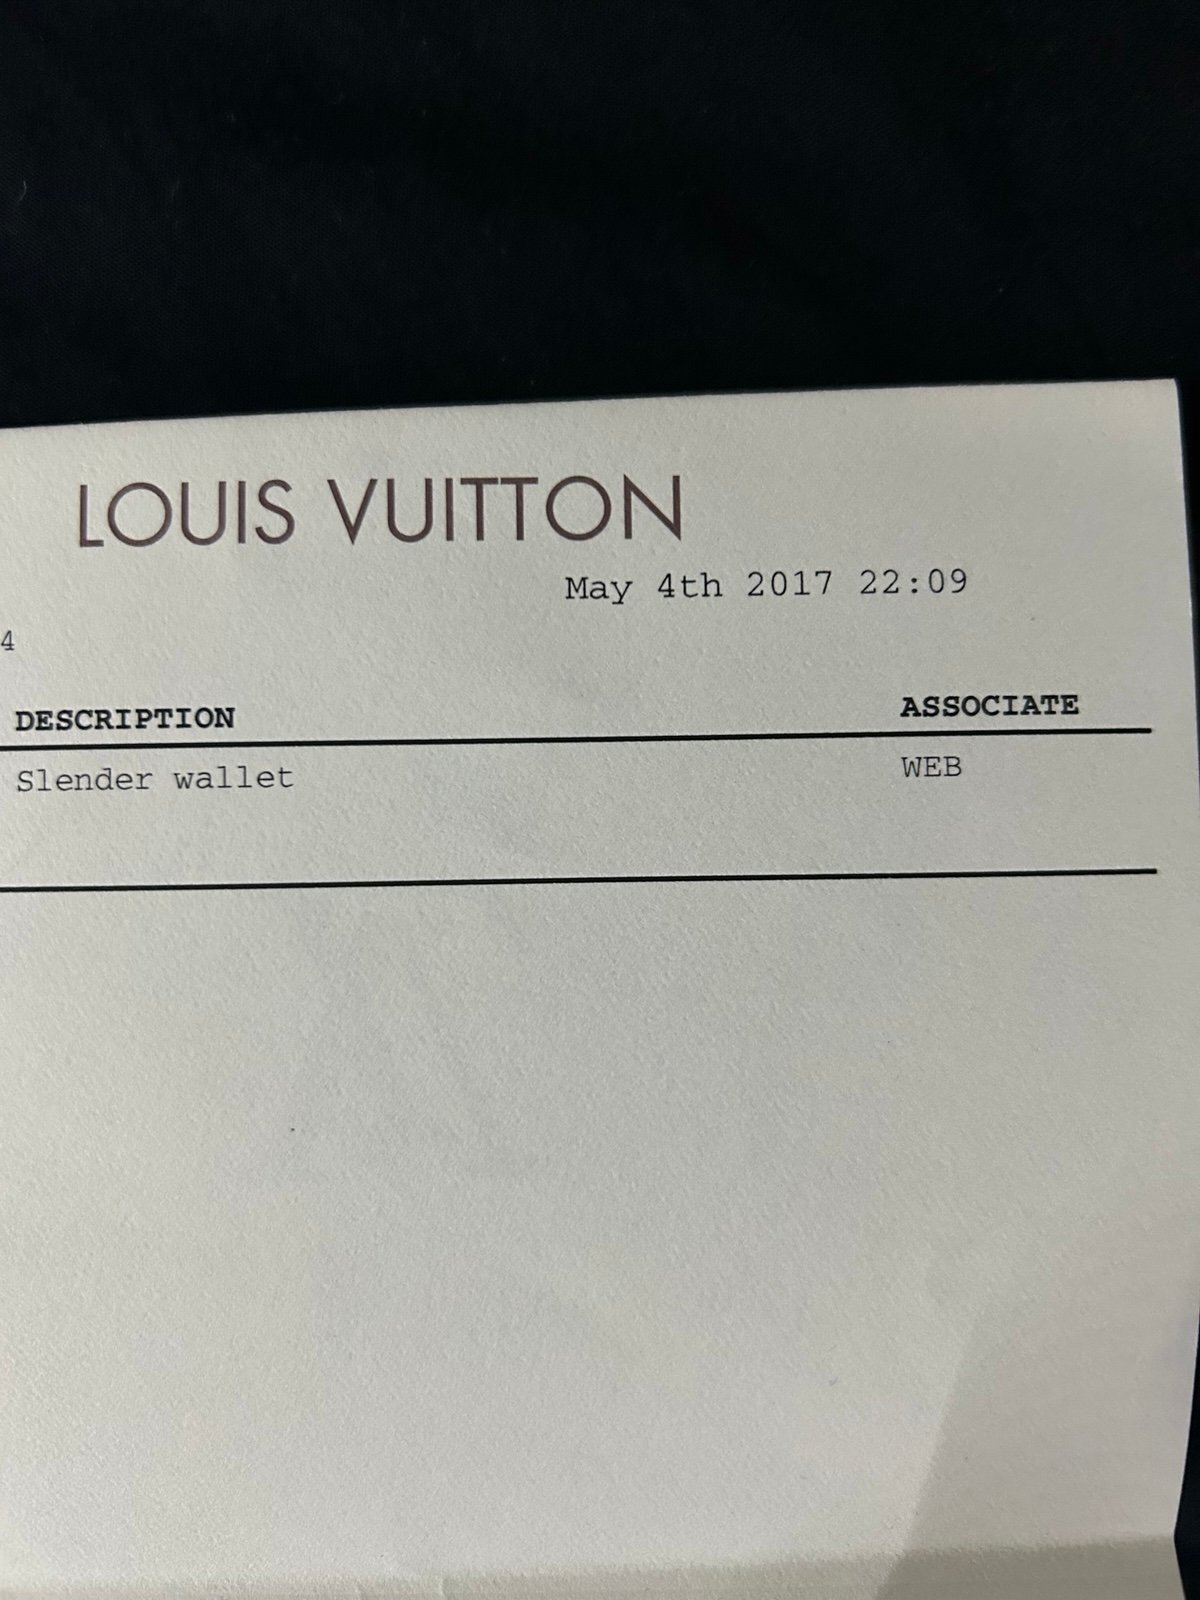 LOUIS VUITTON
May 4th 2017 22:09
4
DESCRIPTION ASSOCIATE
Slender wallet WEB